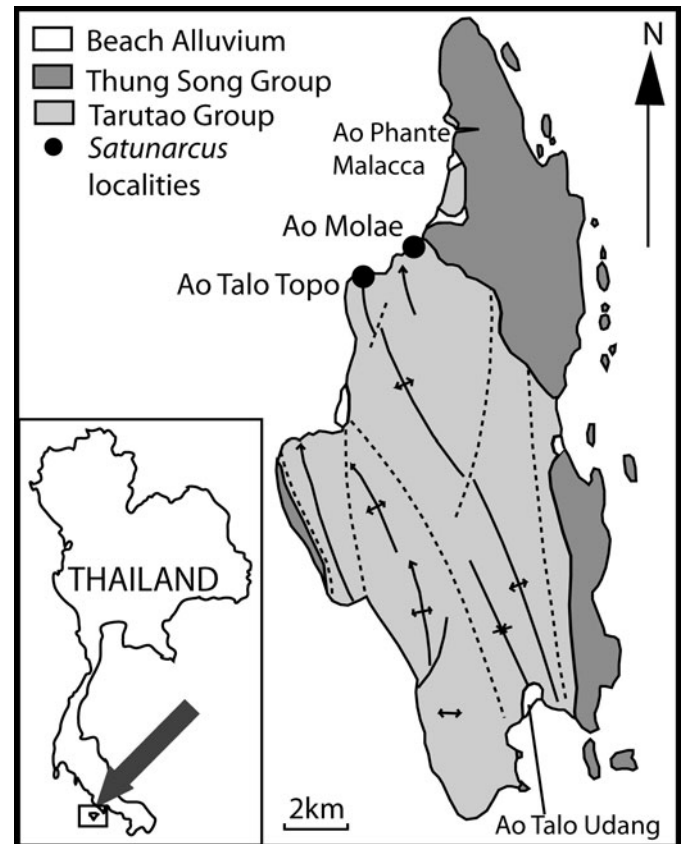 Beach Alluvium
Thung Song Group
Tarutao Group
Satunarcus
localities
N
Ao Phante
Malacca
Ao Molae
Ao Talo Topo
THAILAND
2km
Ao Talo Udang